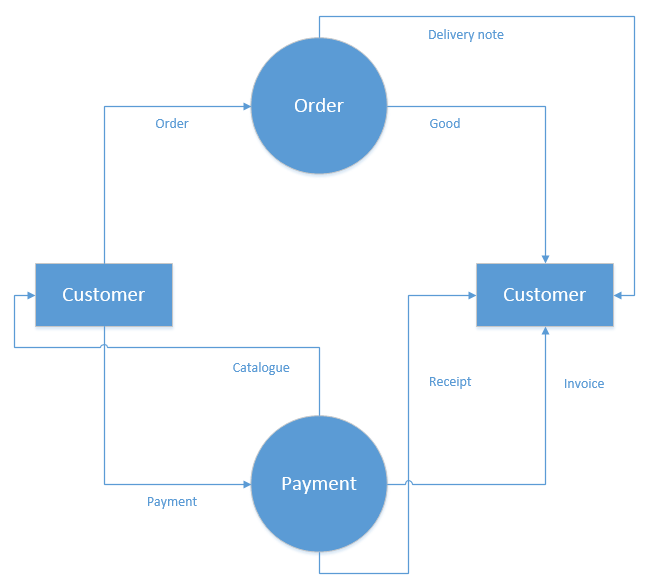 Delivery note
Order
Order
Good
Customer
Customer
Catalogue
Receipt
Invoice
Payment
Payment